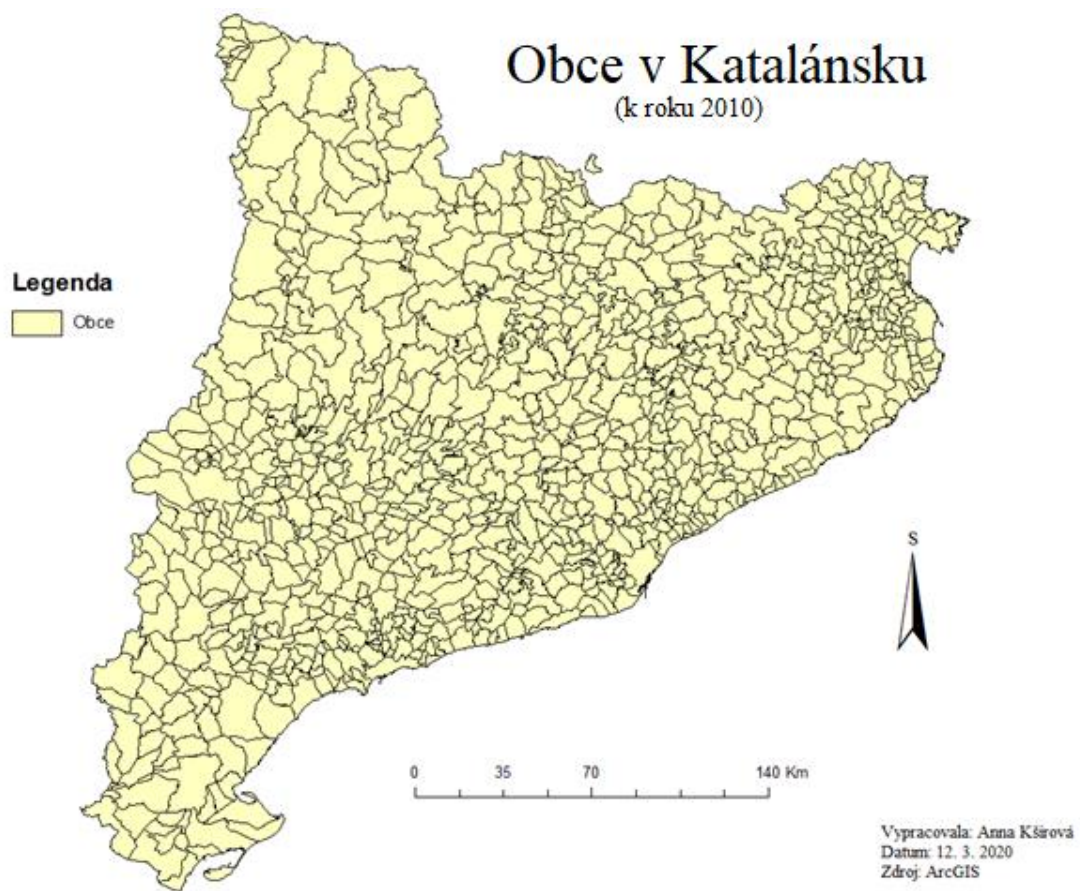 Obce v Katalánsku
(k roku 2010)
Legenda
Obce
S
0 35 70 140 Km
Vypracovala: Anna Kšírová
Datum: 12. 3. 2020
Zdroj: ArcGIS